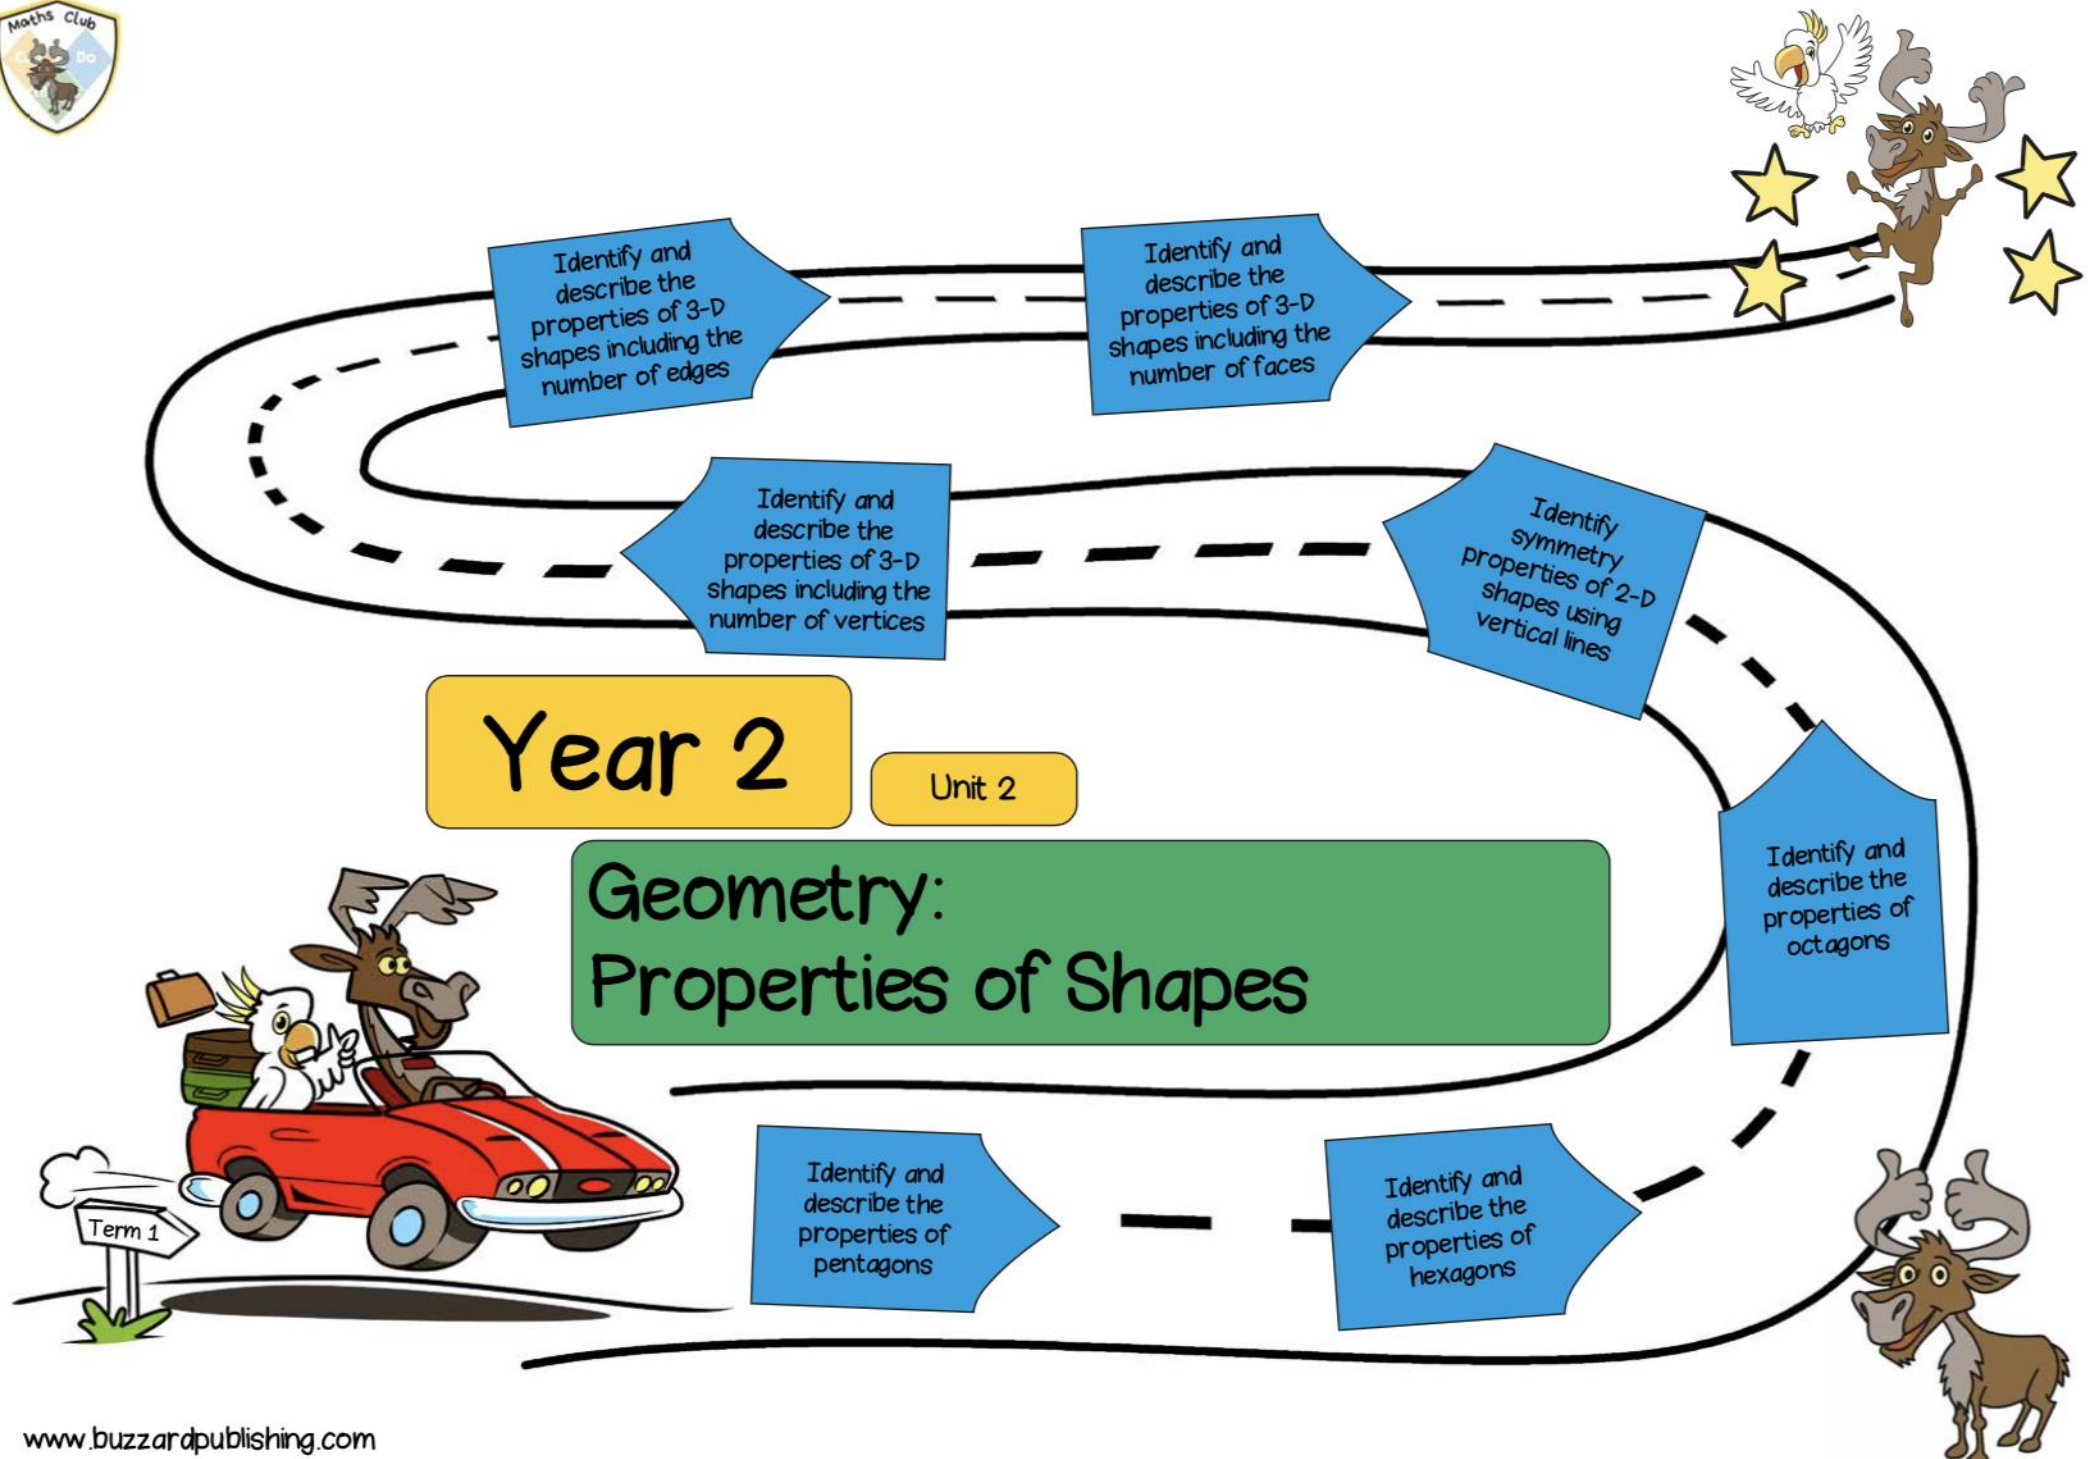 Maths Club
Do
Identify and
describe the
properties of 3-D
shapes including the
number of edges
Identify and
describe the
properties of 3-D
shapes including the
number of faces
Identify and
describe the
properties of 3-D
shapes including the
number of vertices
Identify
symmetry
properties of 2-D
shapes using
vertical lines
Year 2
Unit 2
Geometry:
Properties of Shapes
Identify and
describe the
properties of
octagons
Term 1
Identify and
describe the
properties of
pentagons
Identify and
describe the
properties of
hexagons
www.buzzardpublishing.com